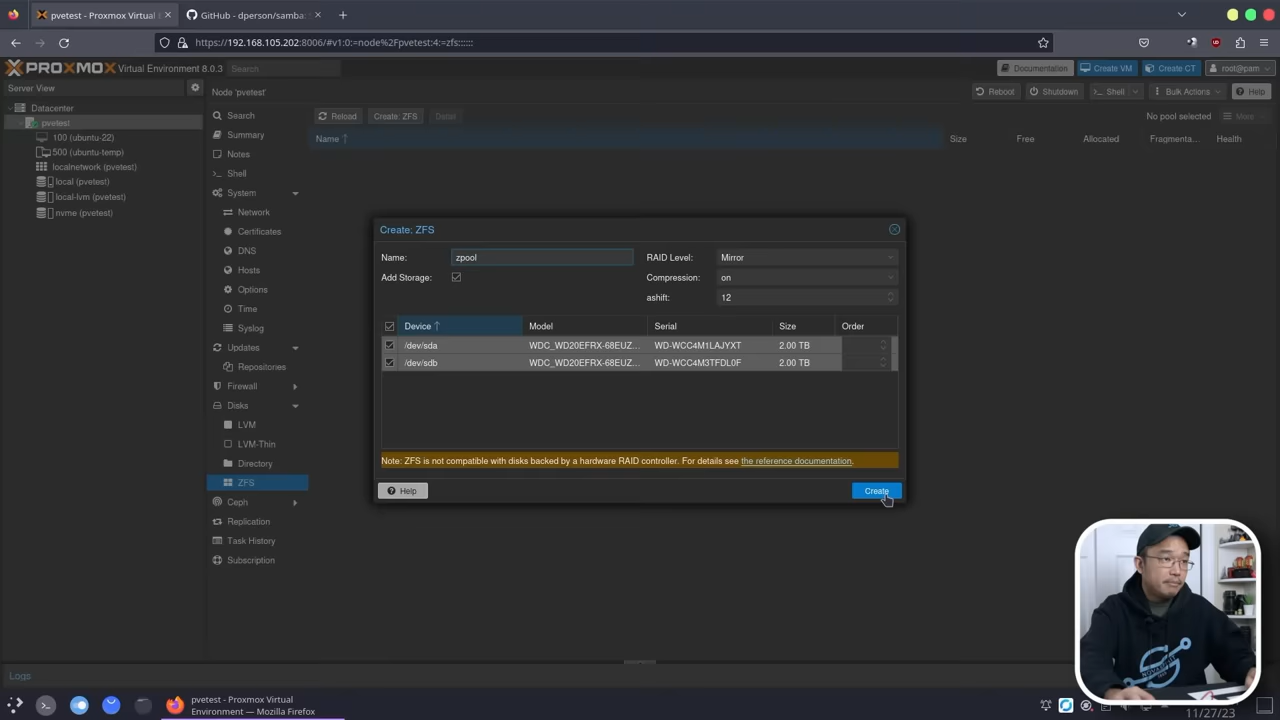 pvetest - Proxmox Virtual E
GitHub - dperson/samba:
https://192.168.105.202:8006/#v1:0:=node%2Fpvetest:4:=zfs::::::
PROXMOX Virtual Environment 8.0.3 Search
Documentation Create VM Create CT root@pam
Server View
Node 'pvetest'
Reboot Shutdown Shell Bulk Actions Help
Datacenter
pvetest
100 (ubuntu-22)
500 (ubuntu-temp)
localnetwork (pvetest)
local (pvetest)
local-lvm (pvetest)
nvme (pvetest)
Search
Summary
Notes
Shell
System
Network
Certificates
DNS
Hosts
Options
Time
Syslog
Updates
Repositories
Firewall
Disks
LVM
LVM-Thin
Directory
ZFS
Ceph
Replication
Task History
Subscription
Reload Create: ZFS Detail
No pool selected More
Name Size Free Allocated Fragmenta... Health
Create: ZFS
Name: zpool RAID Level: Mirror
Add Storage: Compression: on
ashift: 12
Device Model Serial Size Order
/dev/sda WDC_WD20EFRX-68EUZ... WD-WCC4M1LAJYXT 2.00 TB
/dev/sdb WDC_WD20EFRX-68EUZ... WD-WCC4M3TFDL0F 2.00 TB
Note: ZFS is not compatible with disks backed by a hardware RAID controller. For details see the reference documentation.
Help Create
Logs
pvetest - Proxmox Virtual
Environment — Mozilla Firefox
11/27/23